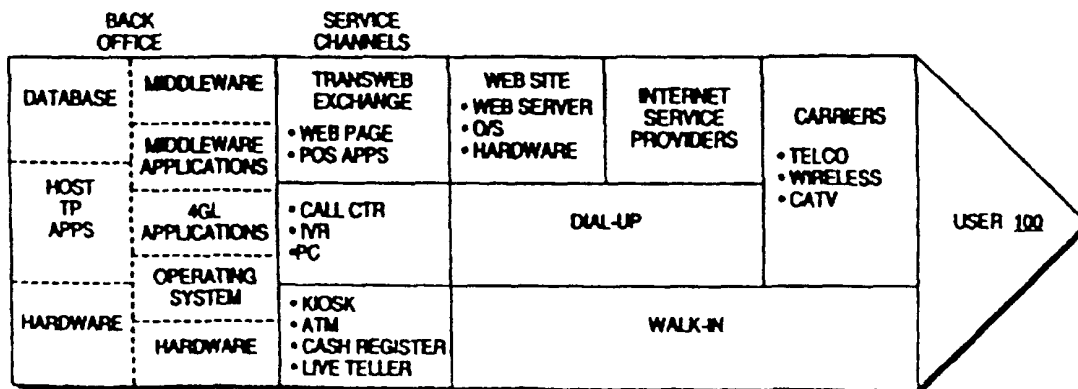 BACK
OFFICE
SERVICE
CHANNELS
DATABASE
HOST
TP
APPS
HARDWARE
MIDDLEWARE
MIDDLEWARE
APPLICATIONS
4GL
APPLICATIONS
OPERATING
SYSTEM
HARDWARE
TRANSWEB
EXCHANGE
• WEB PAGE
• POS APPS
• CALL CTR
• IVR
• PC
• KIOSK
• ATM
• CASH REGISTER
• LIVE TELLER
WEB SITE
• WEB SERVER
• O/S
• HARDWARE
INTERNET
SERVICE
PROVIDERS
DIAL-UP
WALK-IN
CARRIERS
• TELCO
• WIRELESS
• CATV
USER 100